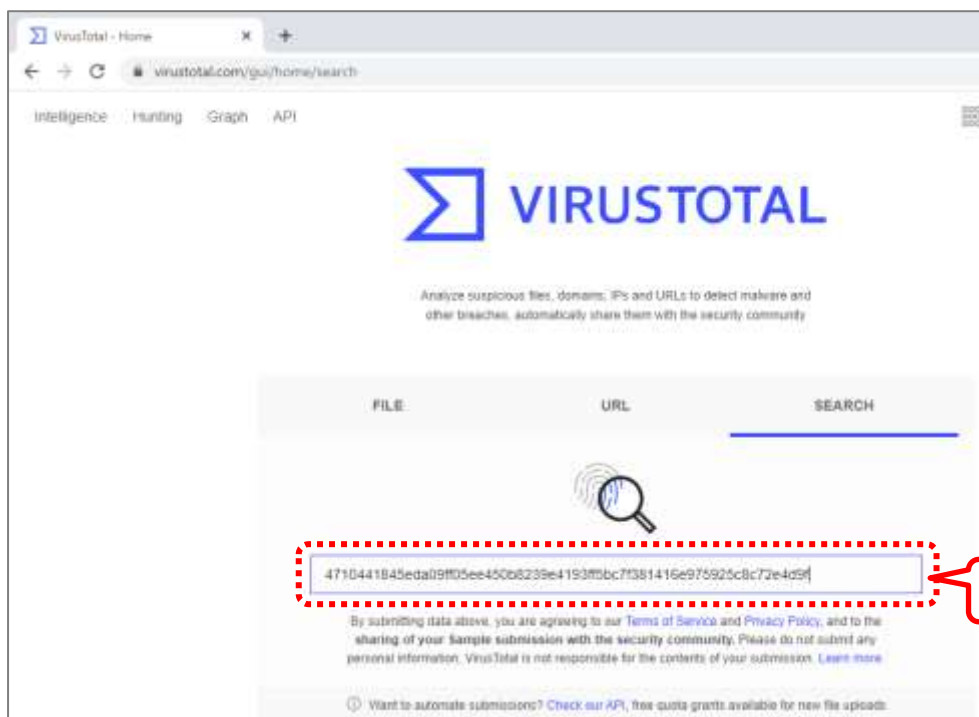 VirusTotal - Home
virustotal.com/gui/home/search
Intelligence Hunting Graph API
VIRUSTOTAL
Analyze suspicious files, domains, IPs and URLs to detect malware and
other breaches, automatically share them with the security community
FILE URL SEARCH
4710441845eda09ff05ee450b8239e4193ff5bc7f381416e975925c8c72e4d9f
By submitting data above, you are agreeing to our Terms of Service and Privacy Policy, and to the
sharing of your Sample submission with the security community. Please do not submit any
personal information; VirusTotal is not responsible for the contents of your submission. Learn more.
Want to automate submissions? Check our API, free quota grants available for new file uploads